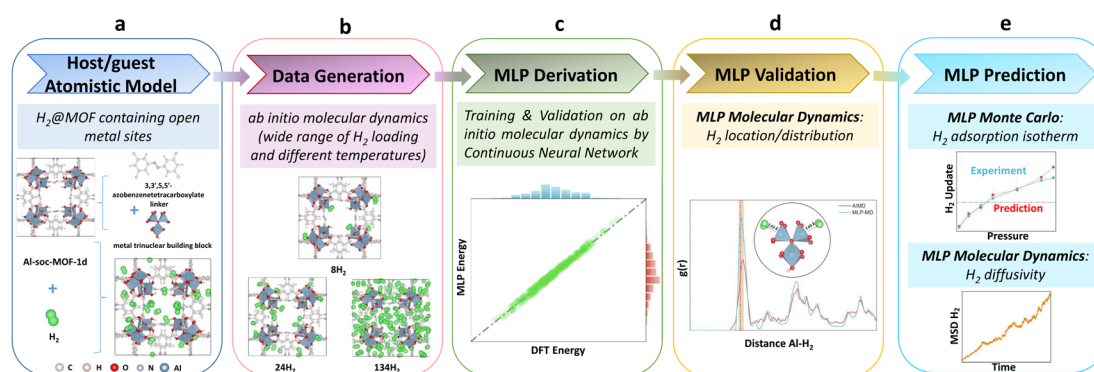 a
Host/guest
Atomistic Model
H₂@MOF containing open
metal sites
3,3',5,5'-
azobenzenetetracarboxylate
linker
+
metal trinuclear building block
Al-soc-MOF-1d
+
H₂
C H O N Al
b
Data Generation
ab initio molecular dynamics
(wide range of H₂ loading
and different temperatures)
8H₂
24H₂
134H₂
c
MLP Derivation
Training & Validation on ab
initio molecular dynamics by
Continuous Neural Network
MLP Energy
DFT Energy
d
MLP Validation
MLP Molecular Dynamics:
H₂ location/distribution
AIMD
MLP-MD
g(r)
Distance Al-H₂
e
MLP Prediction
MLP Monte Carlo:
H₂ adsorption isotherm
Experiment
Prediction
H₂ Update
Pressure
MLP Molecular Dynamics:
H₂ diffusivity
MSD H₂
Time